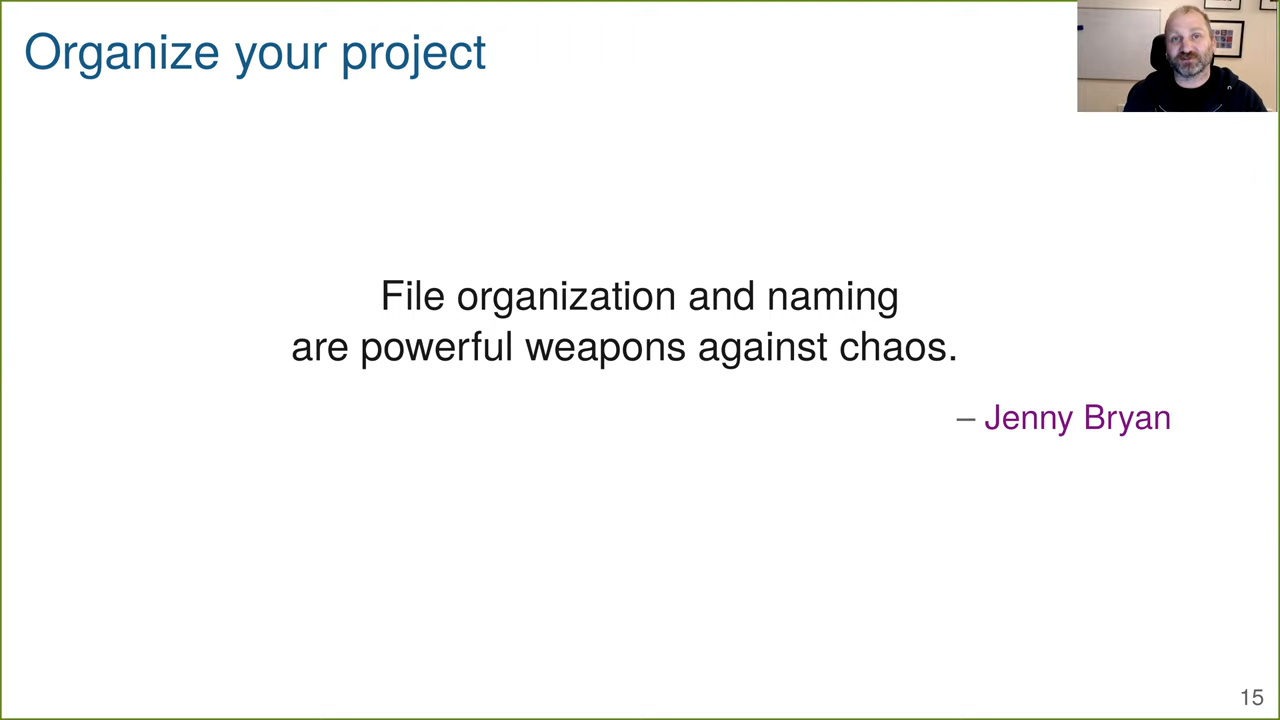 Organize your project
File organization and naming
are powerful weapons against chaos.
– Jenny Bryan
15